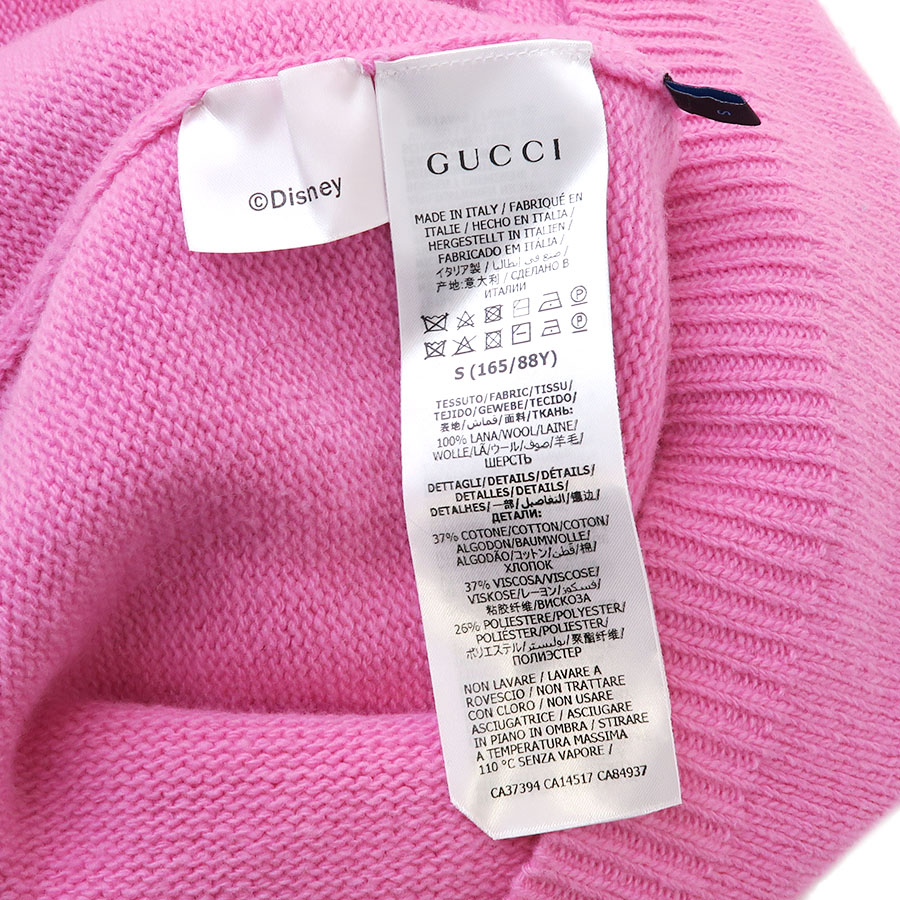 ©Disney
GUCCI
MADE IN ITALY / FABRIQUÉ EN
ITALIE / HECHO EN ITALIA /
HERGESTELLT IN ITALIEN /
FABRICADO EM ITÁLIA /
イタリア製 / صنع في إيطاليا /
产地:意大利 / СДЕЛАНО В
ИТАЛИИ
S (165/88Y)
TESSUTO/FABRIC/TISSU/
TEJIDO/GEWEBE/TECIDO/
表地/قماش/面料/ТКАНЬ:
100% LANA/WOOL/LAINE/
WOLLE/LÃ/ウール/صوف/羊毛/
ШЕРСТЬ
DETTAGLI/DETAILS/DÉTAILS/
DETALLES/DETAILS/
DETALHES/一部/التفاصيل/镶边/
ДЕТАЛИ:
37% COTONE/COTTON/COTON/
ALGODON/BAUMWOLLE/
ALGODÃO/コットン/قطن/棉/
ХЛОПОК
37% VISCOSA/VISCOSE/
VISKOSE/レーヨン/فسكوز/
粘胶纤维/ВИСКОЗА
26% POLIESTERE/POLYESTER/
POLIÉSTER/POLYESTER/
ポリエステル/بوليستر/聚酯纤维
/ПОЛИЭСТЕР
NON LAVARE / LAVARE A
ROVESCIO / NON TRATTARE
CON CLORO / NON USARE
ASCIUGATRICE / ASCIUGARE
IN PIANO IN OMBRA / STIRARE
A TEMPERATURA MASSIMA
110 °C SENZA VAPORE /
CA37394 CA14517 CA84937
S